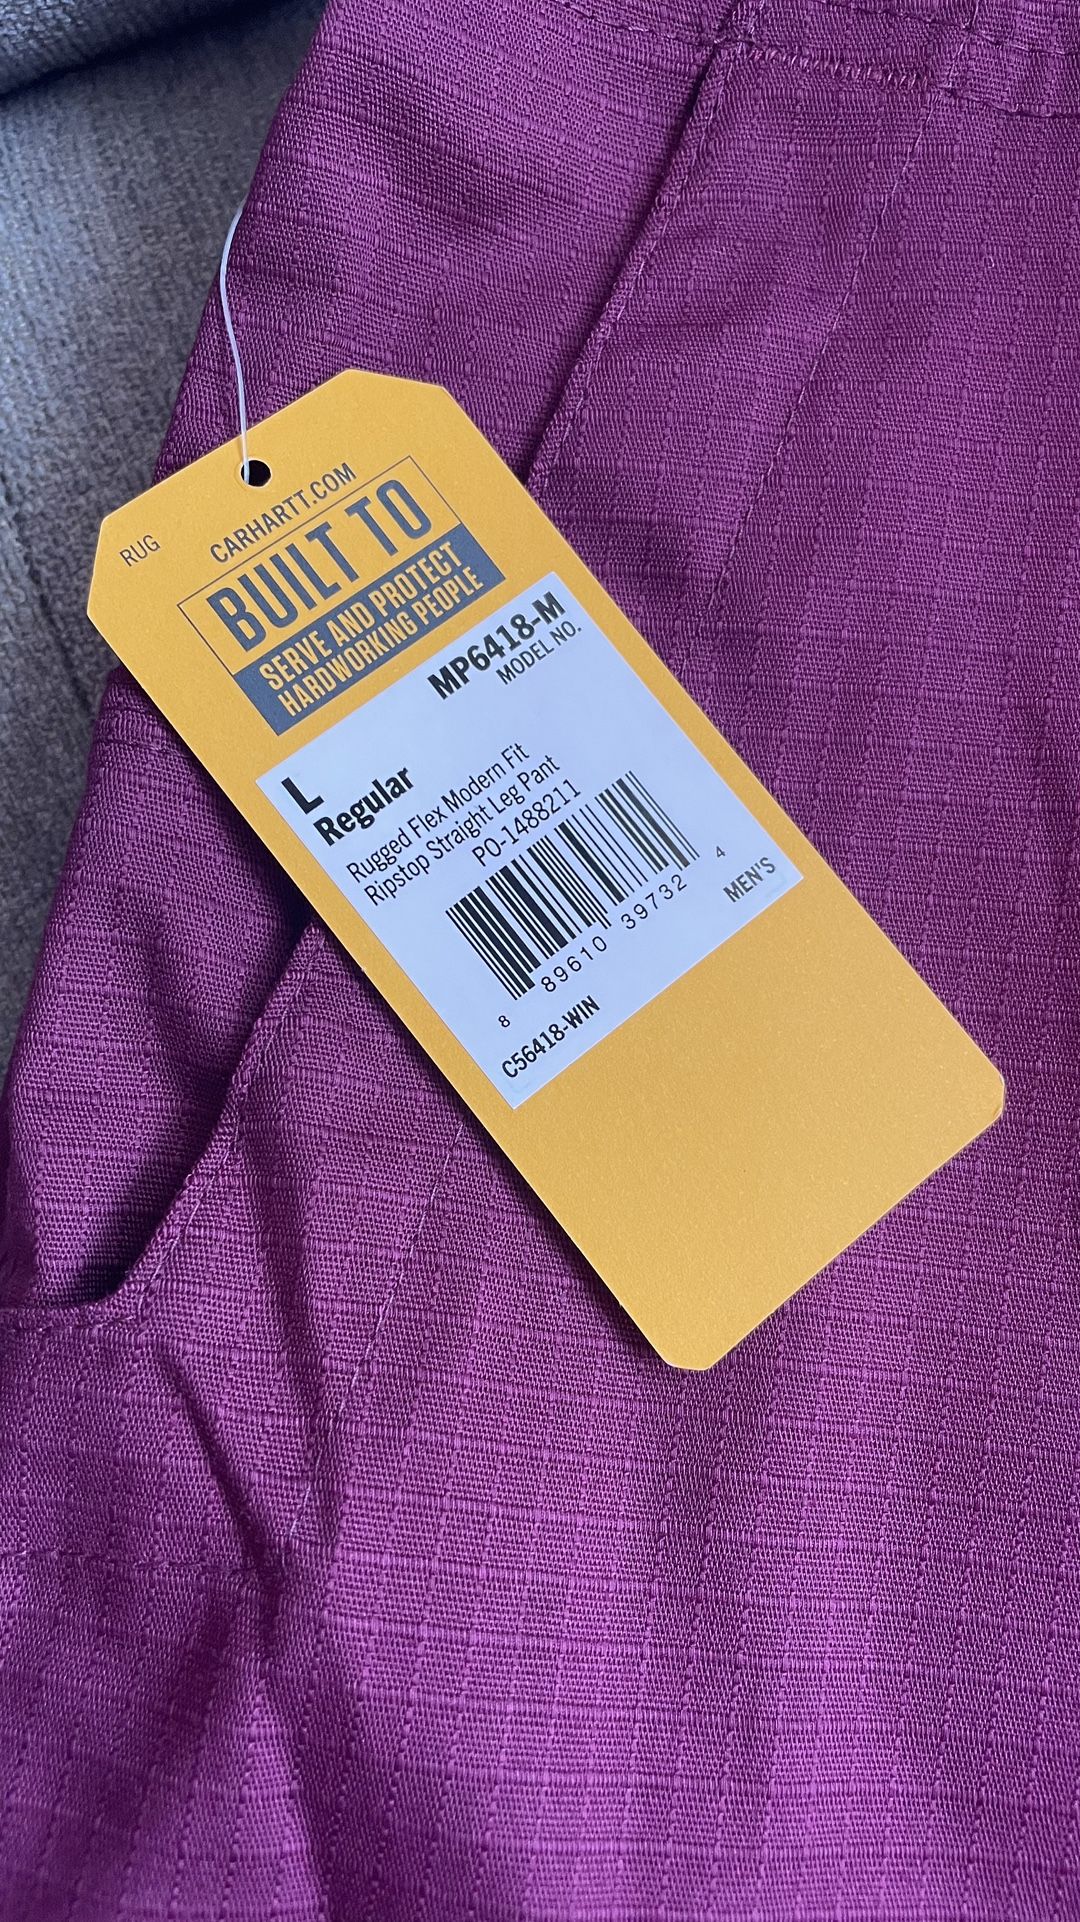 RUG
CARHARTT.COM
BUILT TO
SERVE AND PROTECT
HARDWORKING PEOPLE
MP6418-M
MODEL NO.
L
Regular
Rugged Flex Modern Fit
Ripstop Straight Leg Pant
PO-1488211
8 89610 39732 4
MEN'S
C56418-WIN